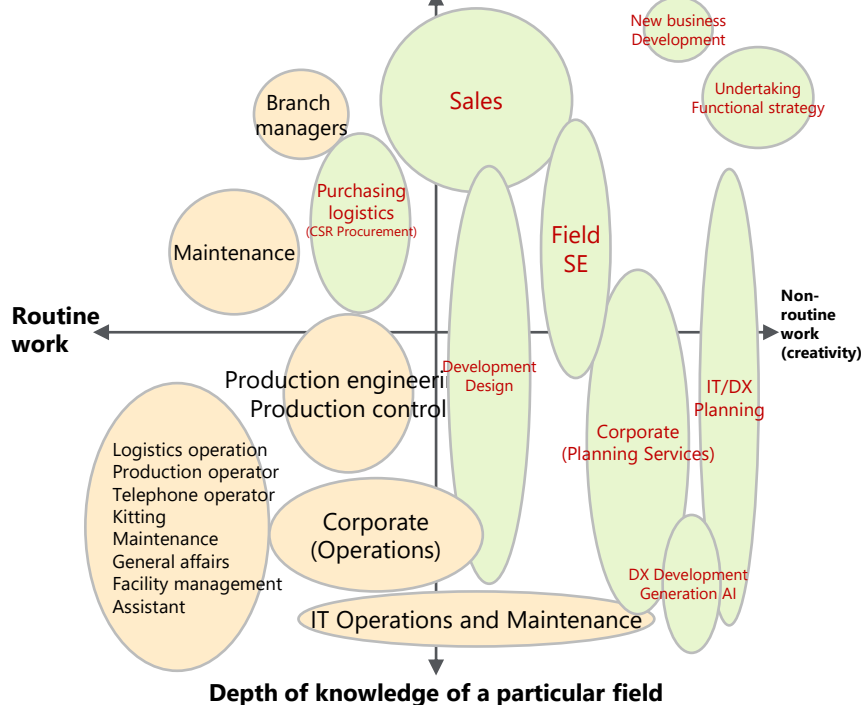 New business
Development
Undertaking
Functional strategy
Sales
Branch
managers
Purchasing
logistics
(CSR Procurement)
Maintenance
Field
SE
Routine
work
Non-
routine
work
(creativity)
Production engineeri
Production control
Development
Design
IT/DX
Planning
Corporate
(Planning Services)
Logistics operation
Production operator
Telephone operator
Kitting
Maintenance
General affairs
Facility management
Assistant
Corporate
(Operations)
DX Development
Generation AI
IT Operations and Maintenance
Depth of knowledge of a particular field